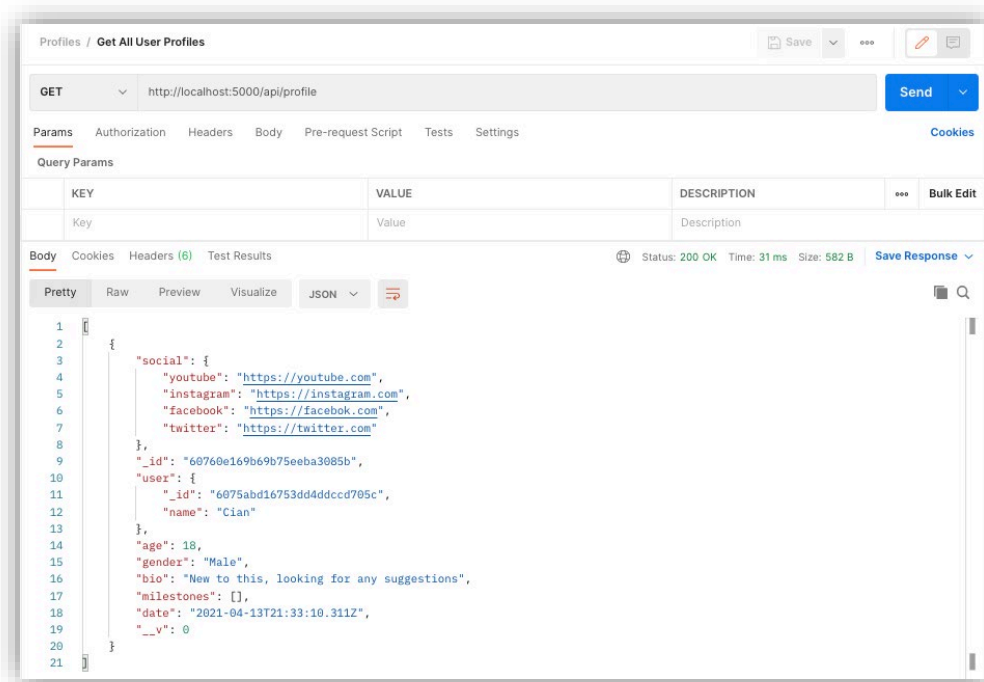 Profiles / Get All User Profiles
Save
GET http://localhost:5000/api/profile Send
Params Authorization Headers Body Pre-request Script Tests Settings Cookies
Query Params
KEY VALUE DESCRIPTION Bulk Edit
Key Value Description
Body Cookies Headers (6) Test Results Status: 200 OK Time: 31 ms Size: 582 B Save Response
Pretty Raw Preview Visualize JSON
1 [
2 {
3 "social": {
4 "youtube": "https://youtube.com",
5 "instagram": "https://instagram.com",
6 "facebook": "https://facebok.com",
7 "twitter": "https://twitter.com"
8 },
9 "_id": "60760e169b69b75eeba3085b",
10 "user": {
11 "_id": "6075abd16753dd4ddccd705c",
12 "name": "Cian"
13 },
14 "age": 18,
15 "gender": "Male",
16 "bio": "New to this, looking for any suggestions",
17 "milestones": [],
18 "date": "2021-04-13T21:33:10.311Z",
19 "__v": 0
20 }
21 ]